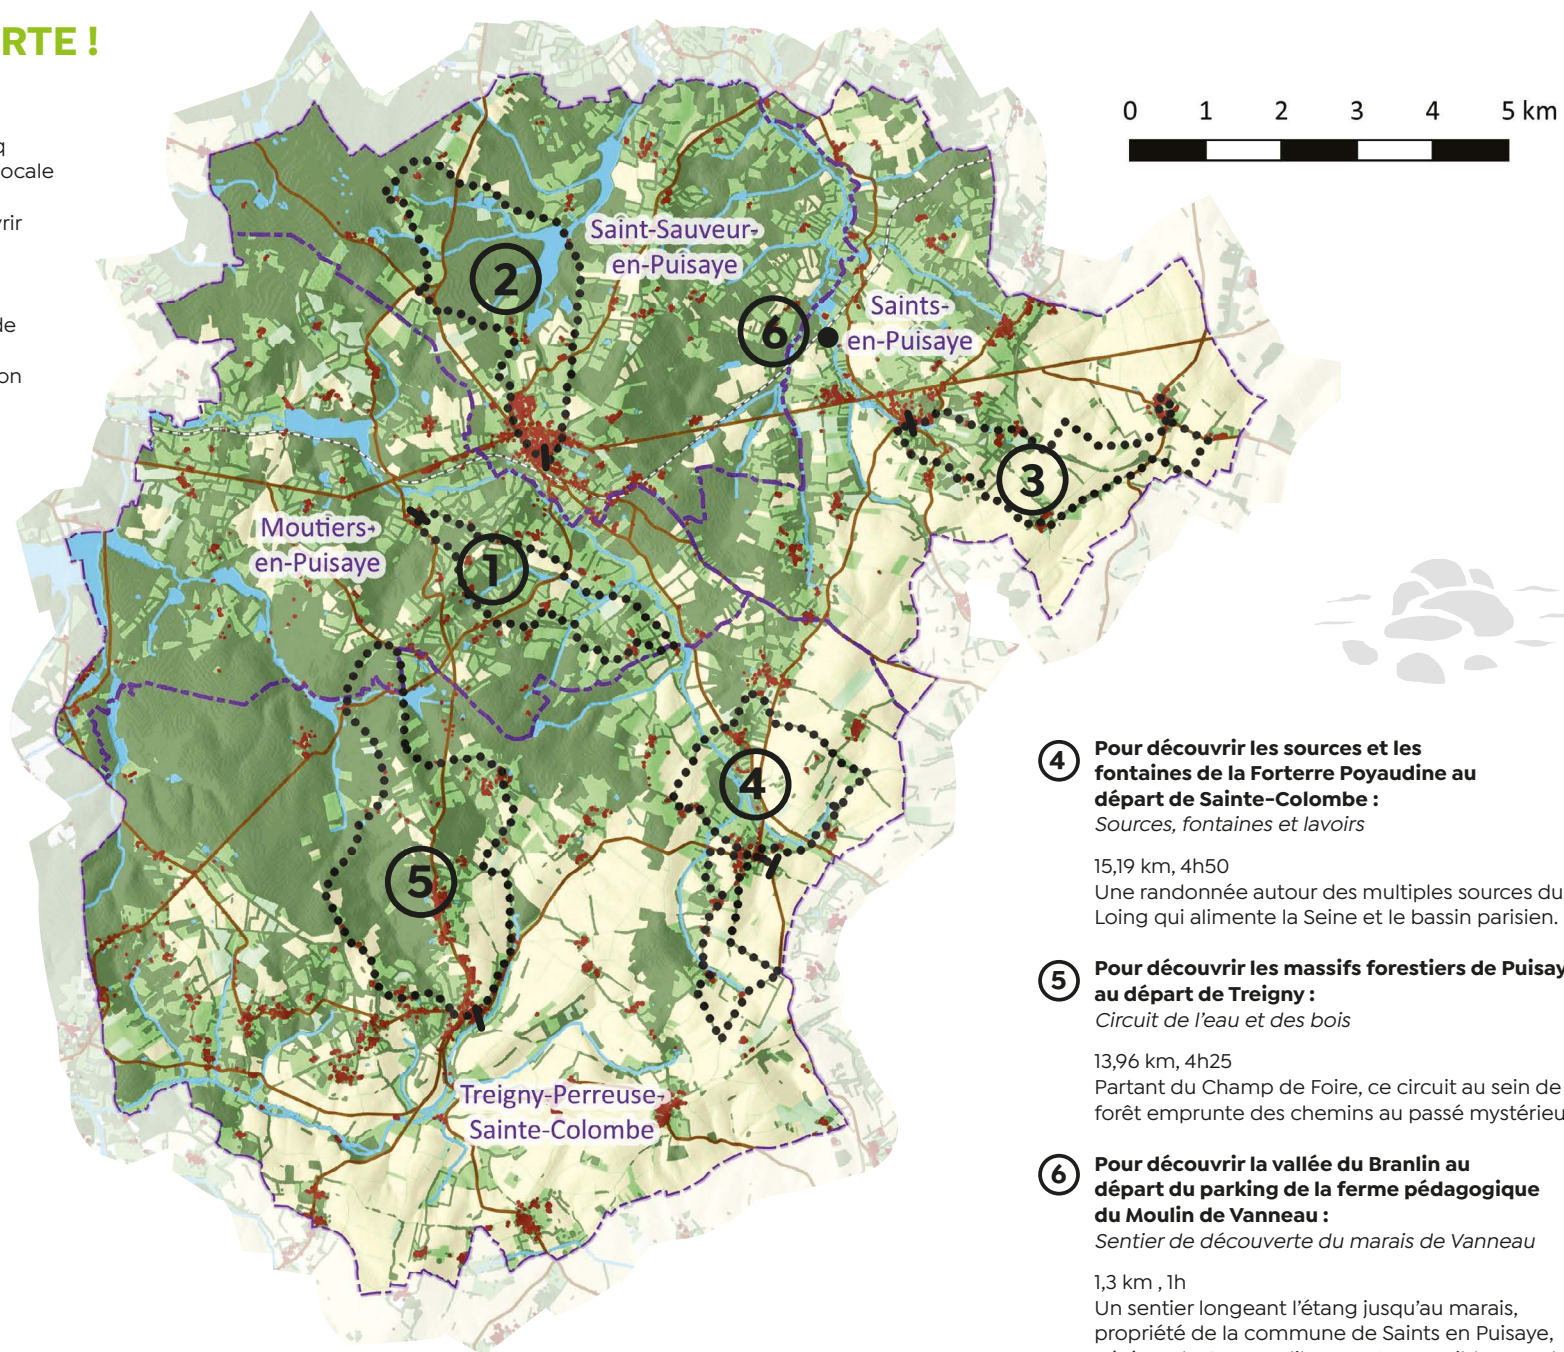 RTE !
ocale
rir
de
on
0 1 2 3 4 5 km
2
Saint-Sauveur-
en-Puisaye
6
Saints-
en-Puisaye
3
Moutiers-
en-Puisaye
1
4
5
Treigny-Perreuse-
Sainte-Colombe
4 Pour découvrir les sources et les
fontaines de la Forterre Poyaudine au
départ de Sainte-Colombe :
Sources, fontaines et lavoirs
15,19 km, 4h50
Une randonnée autour des multiples sources du
Loing qui alimente la Seine et le bassin parisien.
5 Pour découvrir les massifs forestiers de Puisay
au départ de Treigny :
Circuit de l'eau et des bois
13,96 km, 4h25
Partant du Champ de Foire, ce circuit au sein de
forêt emprunte des chemins au passé mystérieu
6 Pour découvrir la vallée du Branlin au
départ du parking de la ferme pédagogique
du Moulin de Vanneau :
Sentier de découverte du marais de Vanneau
1,3 km , 1h
Un sentier longeant l'étang jusqu'au marais,
propriété de la commune de Saints en Puisaye,